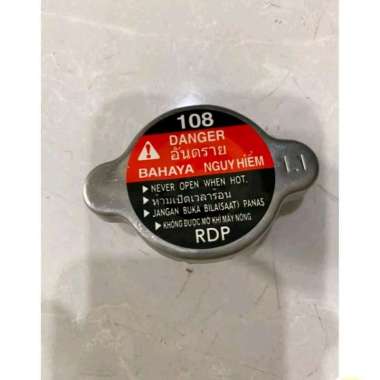 108
DANGER
อันตราย
BAHAYA NGUY HIỂM
▶ NEVER OPEN WHEN HOT.
▶ ห้ามเปิดเวลาร้อน
▶ JANGAN BUKA BILA(SAAT) PANAS
▶ KHÔNG ĐƯỢC MỞ KHI MÁY NÓNG
RDP
1.1